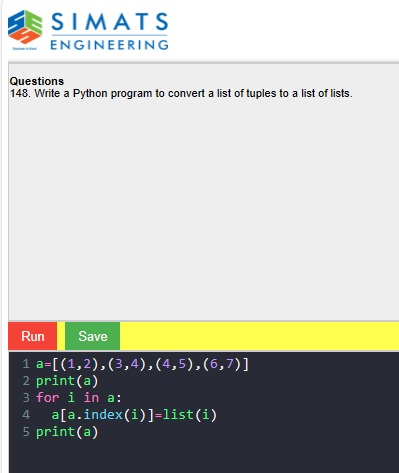 SIMATS
ENGINEERING
Questions
148. Write a Python program to convert a list of tuples to a list of lists.
Run Save
1 a=[(1,2),(3,4),(4,5),(6,7)]
2 print(a)
3 for i in a:
4   a[a.index(i)]=list(i)
5 print(a)